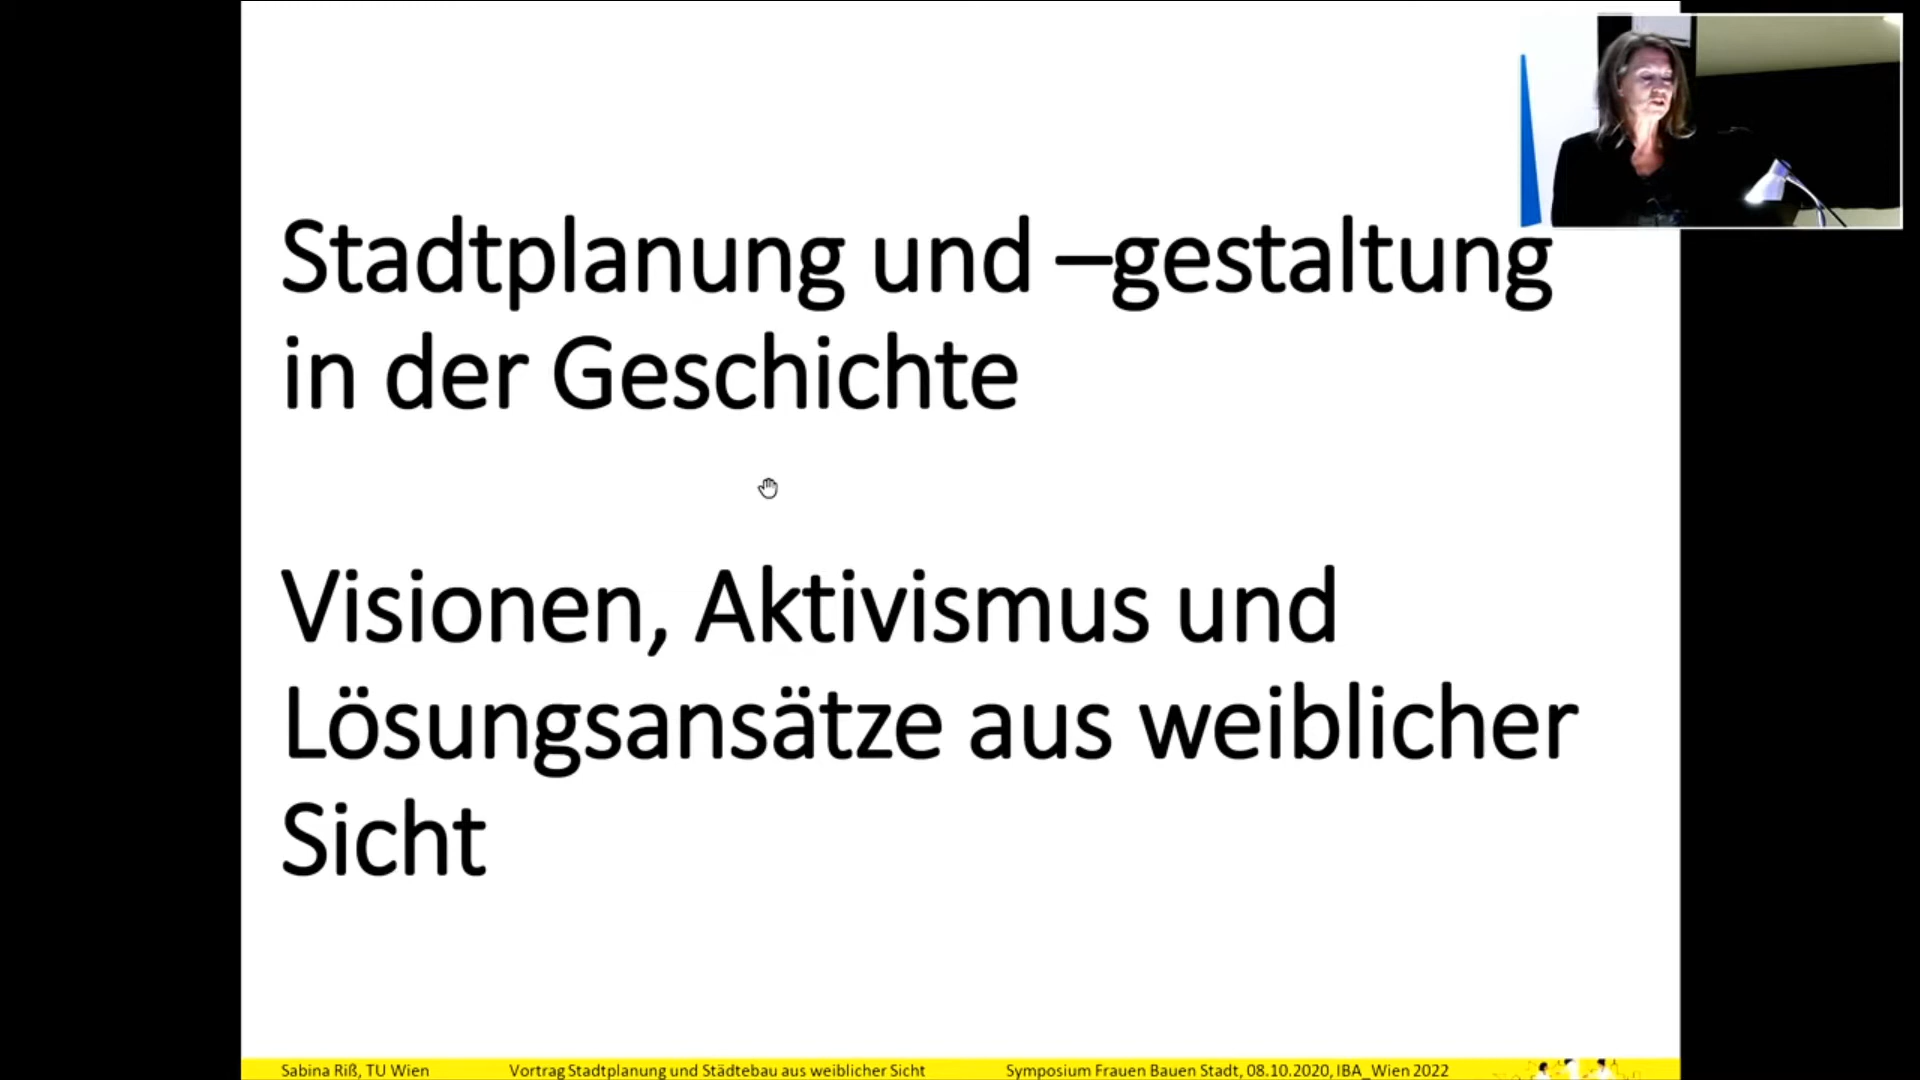 Stadtplanung und –gestaltung
in der Geschichte
Visionen, Aktivismus und
Lösungsansätze aus weiblicher
Sicht
Sabina Riß, TU Wien Vortrag Stadtplanung und Städtebau aus weiblicher Sicht Symposium Frauen Bauen Stadt, 08.10.2020, IBA_Wien 2022